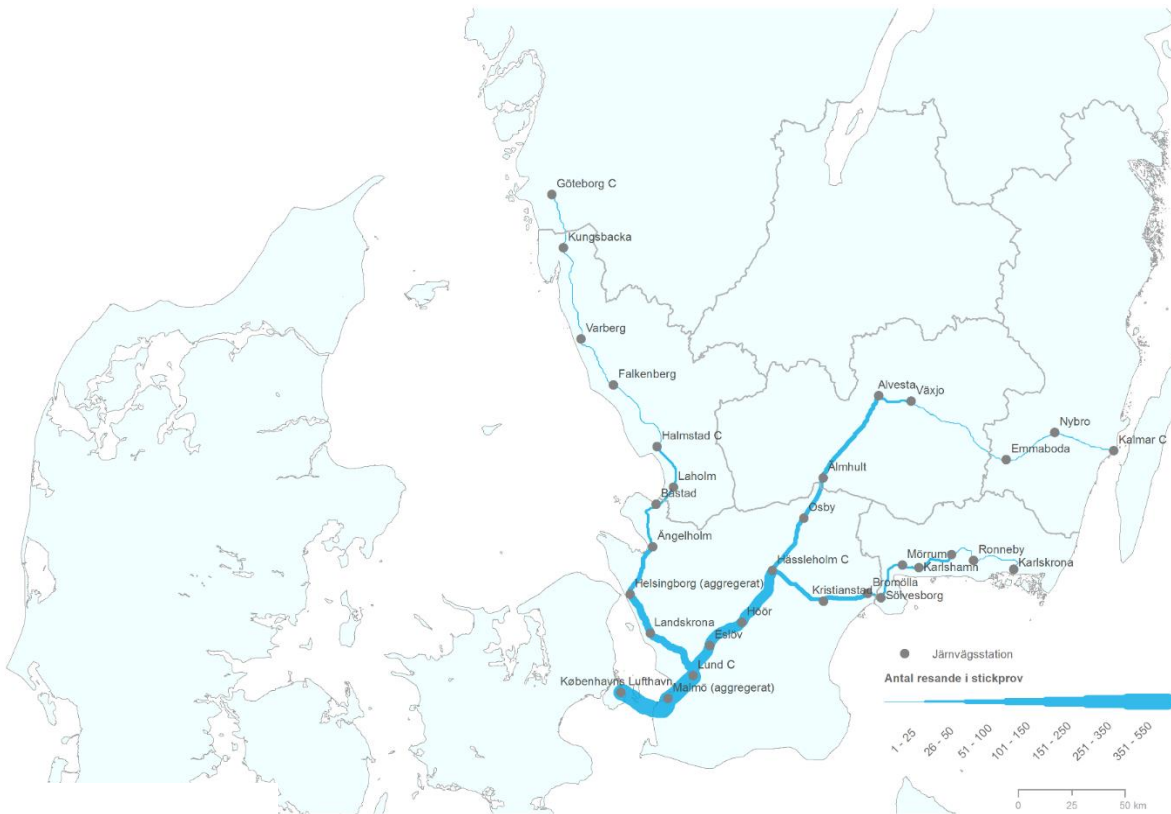 Göteborg C
Kungsbacka
Varberg
Falkenberg
Alvesta
Växjo
Nybro
Halmstad C
Kalmar C
Emmaboda
Laholm
Älmhult
Båstad
Osby
Ängelholm
Hässleholm C
Mörrum
Ronneby
Karlshamn
Karlskrona
Helsingborg (aggregerat)
Bromölla
Kristianstad
Sölvesborg
Höör
Landskrona
Eslöv
Järnvägsstation
Lund C
Antal resande i stickprov
Københavns Lufthavn
Malmö (aggregerat)
1 - 25
26 - 50
51 - 100
101 - 150
151 - 250
251 - 350
351 - 550
0 25 50 km